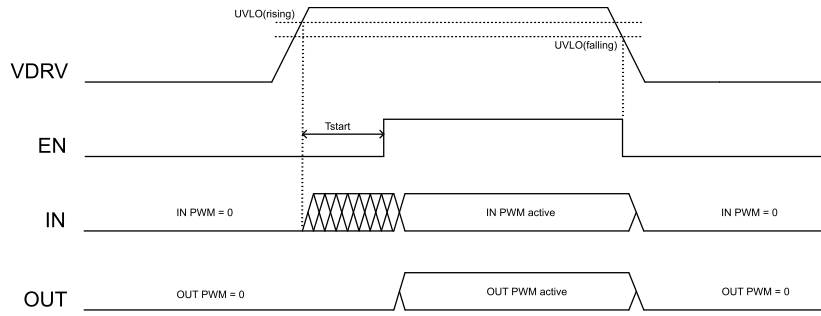 UVLO(rising)
UVLO(falling)
VDRV
Tstart
EN
IN PWM = 0
IN PWM active
IN PWM = 0
IN
OUT PWM = 0
OUT PWM active
OUT PWM = 0
OUT